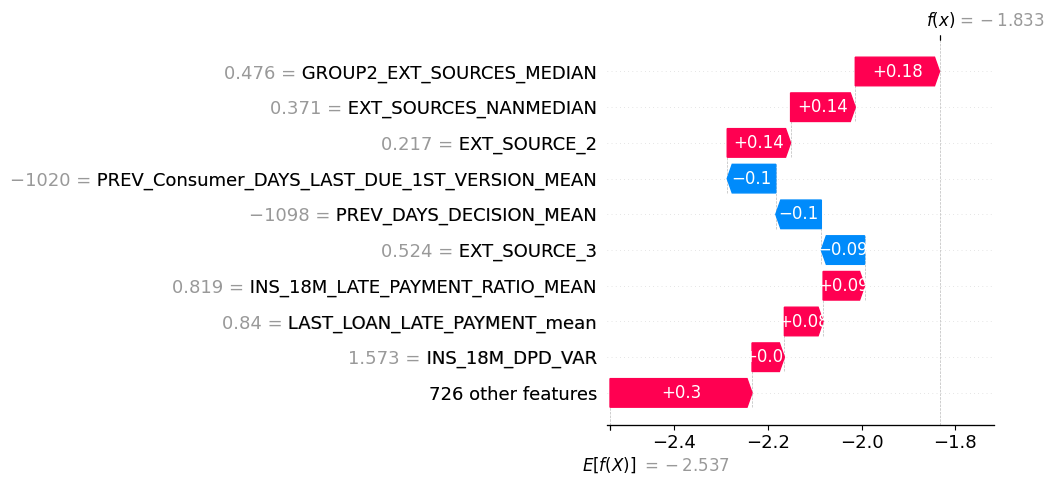 f(x) = −1.833
0.476 = GROUP2_EXT_SOURCES_MEDIAN +0.18
0.371 = EXT_SOURCES_NANMEDIAN +0.14
0.217 = EXT_SOURCE_2 +0.14
−1020 = PREV_Consumer_DAYS_LAST_DUE_1ST_VERSION_MEAN −0.1
−1098 = PREV_DAYS_DECISION_MEAN −0.1
0.524 = EXT_SOURCE_3 −0.09
0.819 = INS_18M_LATE_PAYMENT_RATIO_MEAN +0.09
0.84 = LAST_LOAN_LATE_PAYMENT_mean +0.08
1.573 = INS_18M_DPD_VAR
726 other features +0.3
−2.4 −2.2 −2.0 −1.8
E[f(X)] = −2.537